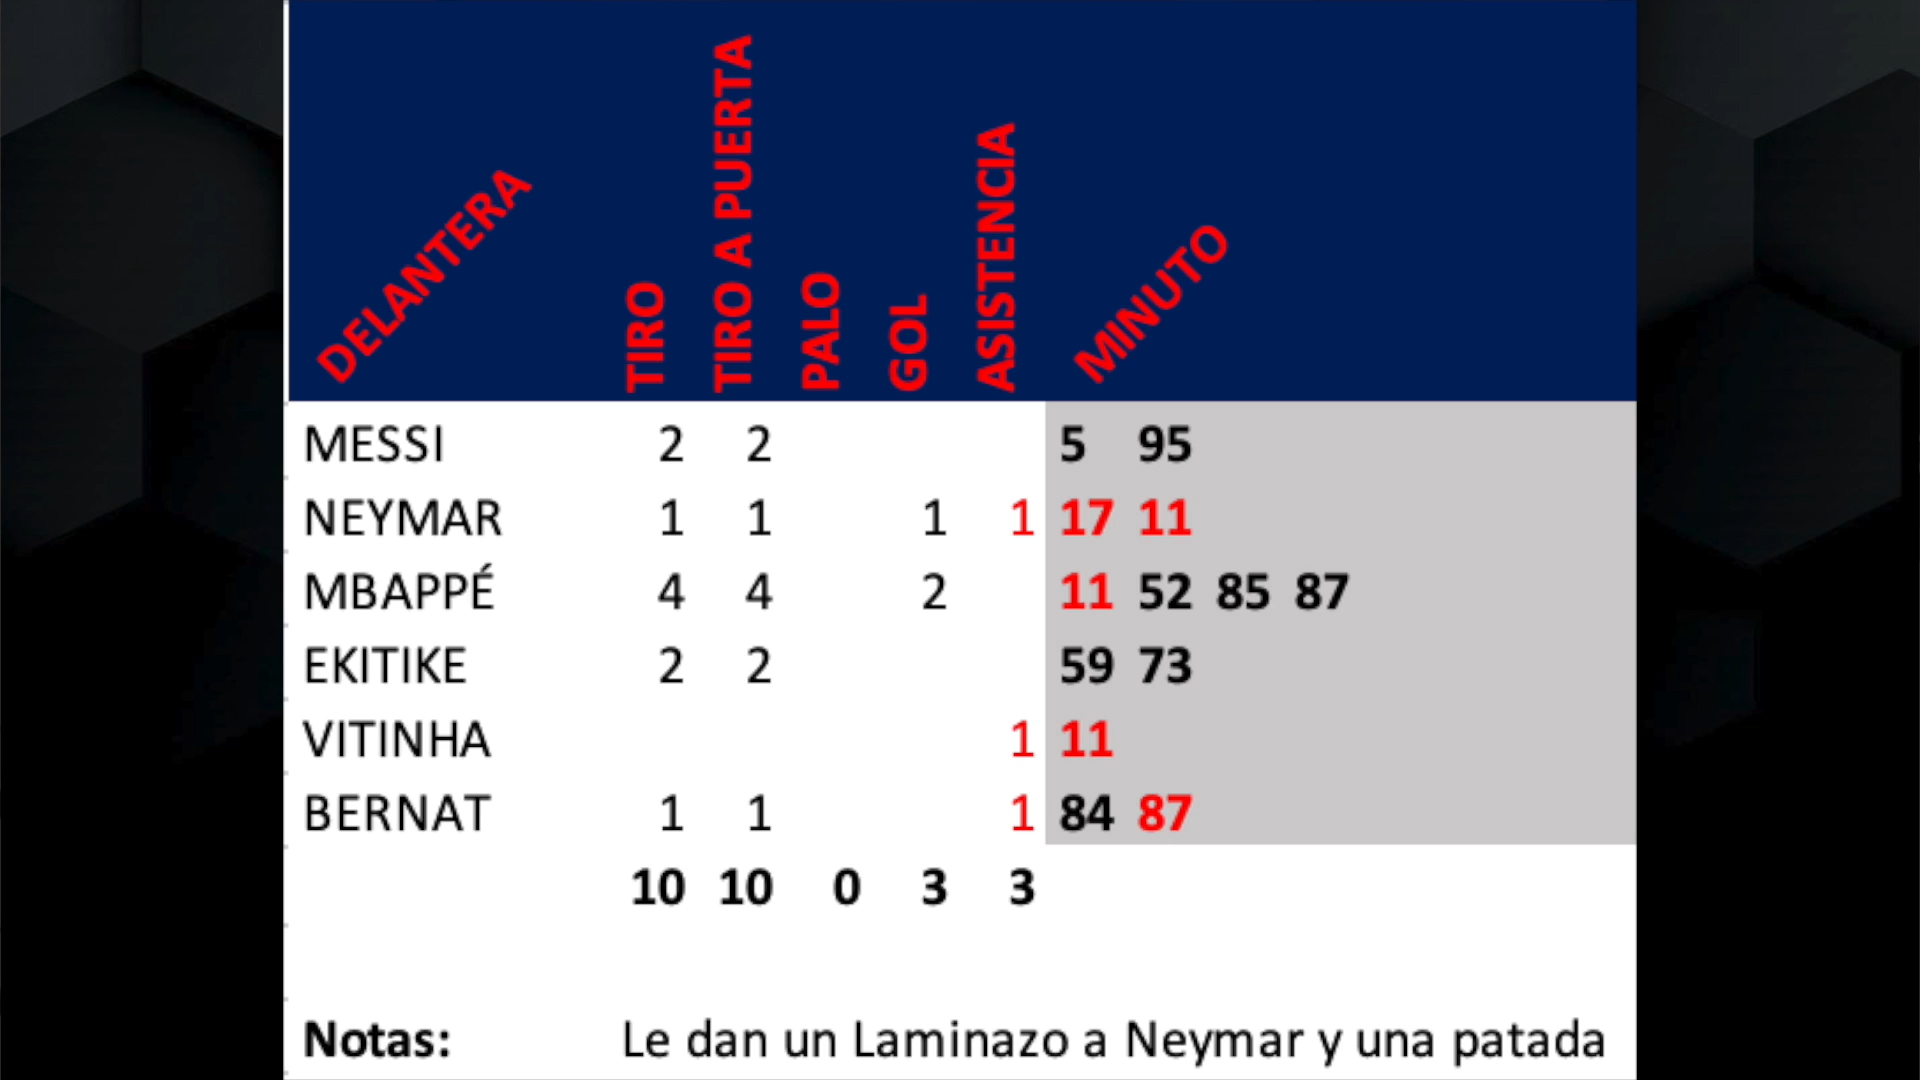 DELANTERA TIRO TIRO A PUERTA PALO GOL ASISTENCIA MINUTO
MESSI 2 2 5 95
NEYMAR 1 1 1 1 17 11
MBAPPÉ 4 4 2 11 52 85 87
EKITIKE 2 2 59 73
VITINHA 1 11
BERNAT 1 1 1 84 87
10 10 0 3 3
Notas: Le dan un Laminazo a Neymar y una patada